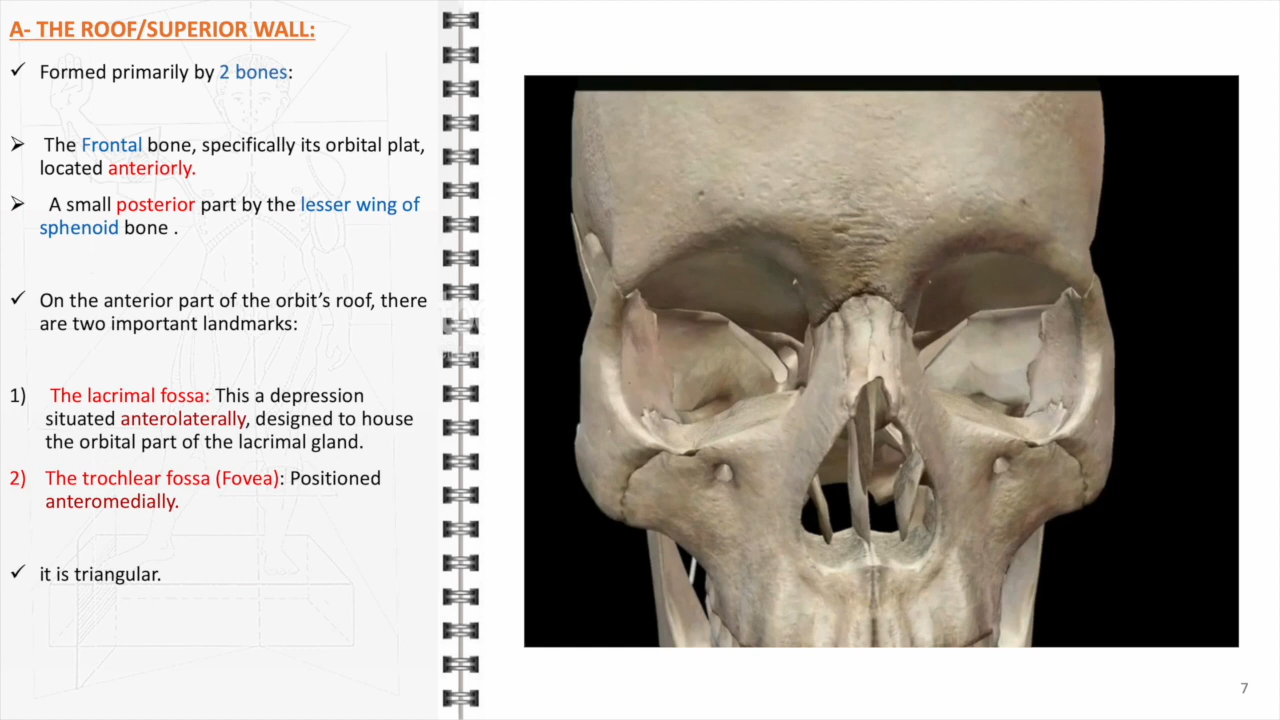 A- THE ROOF/SUPERIOR WALL:
✓ Formed primarily by 2 bones:
➢ The Frontal bone, specifically its orbital plat,
located anteriorly.
➢ A small posterior part by the lesser wing of
sphenoid bone .
✓ On the anterior part of the orbit’s roof, there
are two important landmarks:
1) The lacrimal fossa: This a depression
situated anterolaterally, designed to house
the orbital part of the lacrimal gland.
2) The trochlear fossa (Fovea): Positioned
anteromedially.
✓ it is triangular.
7